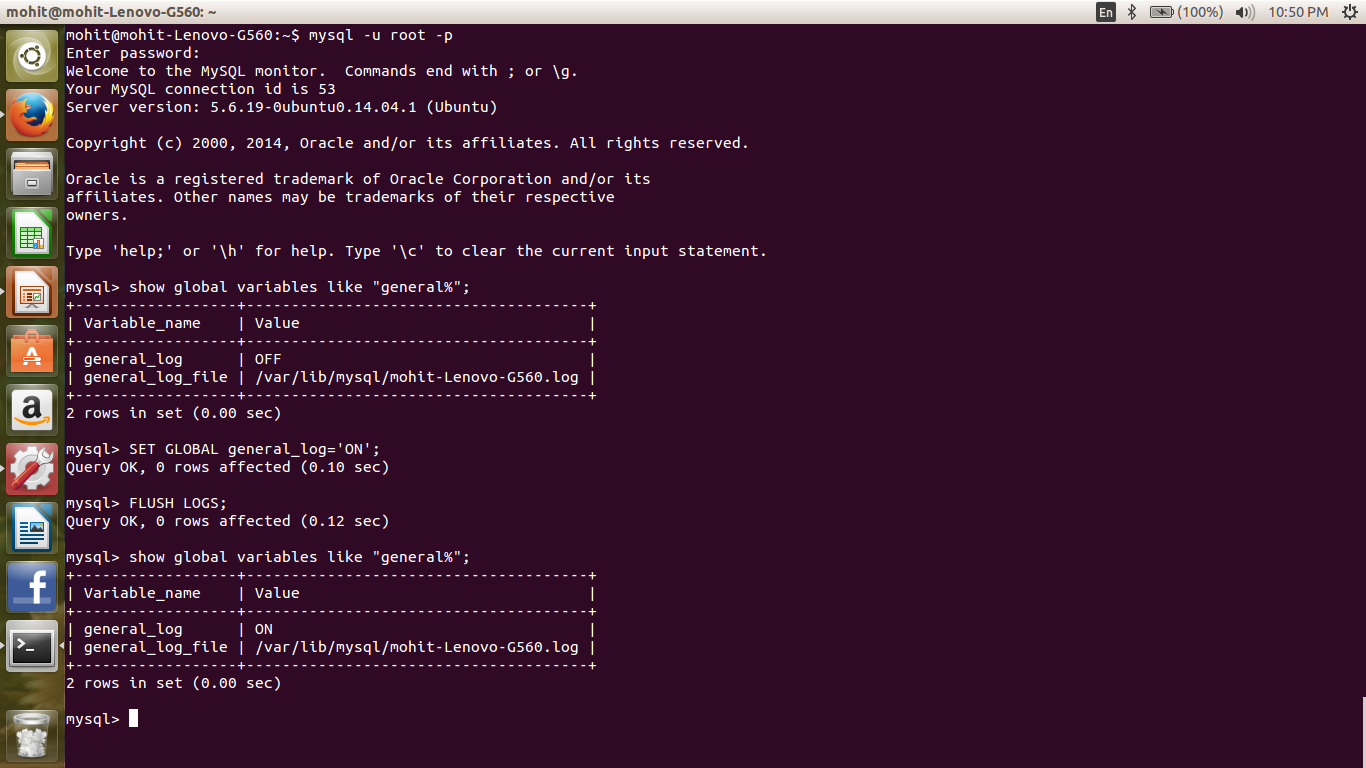 mohit@mohit-Lenovo-G560: ~
En (100%) 10:50 PM
mohit@mohit-Lenovo-G560:~$ mysql -u root -p
Enter password:
Welcome to the MySQL monitor.  Commands end with ; or \g.
Your MySQL connection id is 53
Server version: 5.6.19-0ubuntu0.14.04.1 (Ubuntu)

Copyright (c) 2000, 2014, Oracle and/or its affiliates. All rights reserved.

Oracle is a registered trademark of Oracle Corporation and/or its
affiliates. Other names may be trademarks of their respective
owners.

Type 'help;' or '\h' for help. Type '\c' to clear the current input statement.

mysql> show global variables like "general%";
+------------------+--------------------------------------+
| Variable_name    | Value                                |
+------------------+--------------------------------------+
| general_log      | OFF                                  |
| general_log_file | /var/lib/mysql/mohit-Lenovo-G560.log |
+------------------+--------------------------------------+
2 rows in set (0.00 sec)

mysql> SET GLOBAL general_log='ON';
Query OK, 0 rows affected (0.10 sec)

mysql> FLUSH LOGS;
Query OK, 0 rows affected (0.12 sec)

mysql> show global variables like "general%";
+------------------+--------------------------------------+
| Variable_name    | Value                                |
+------------------+--------------------------------------+
| general_log      | ON                                   |
| general_log_file | /var/lib/mysql/mohit-Lenovo-G560.log |
+------------------+--------------------------------------+
2 rows in set (0.00 sec)

mysql>